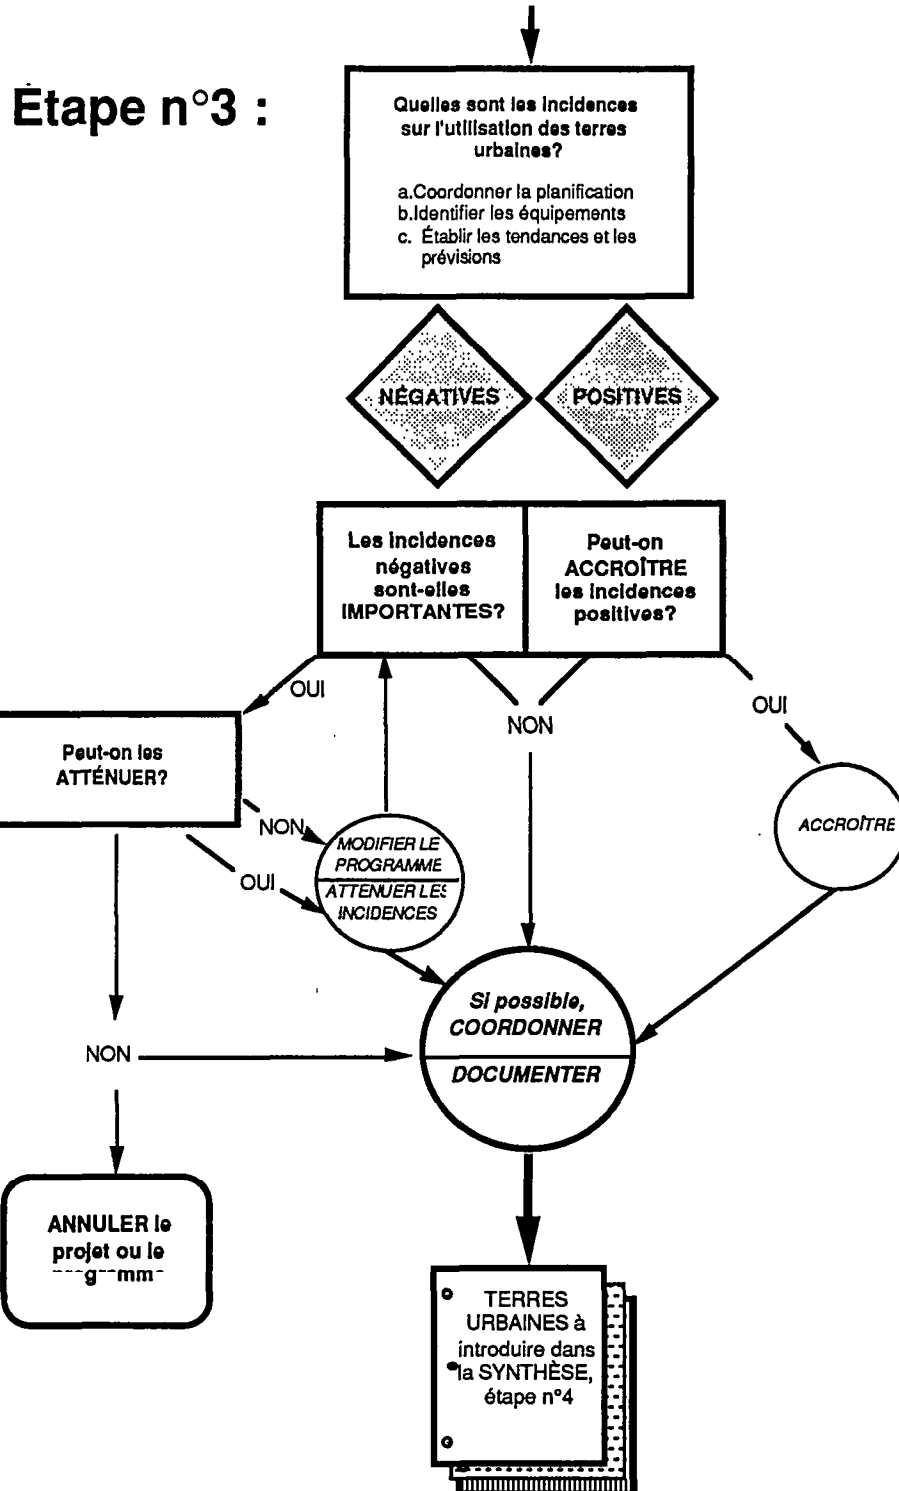 Étape n°3 :
Quelles sont les incidences
sur l'utilisation des terres
urbaines?
a.Coordonner la planification
b.Identifier les équipements
c. Établir les tendances et les
prévisions
NÉGATIVES
POSITIVES
Les incidences
négatives
sont-elles
IMPORTANTES?
Peut-on
ACCROÎTRE
les incidences
positives?
OUI
NON
OUI
Peut-on les
ATTÉNUER?
NON
OUI
MODIFIER LE
PROGRAMME
ATTENUER LES
INCIDENCES
ACCROÎTRE
Si possible,
COORDONNER
DOCUMENTER
NON
ANNULER le
projet ou le
TERRES
URBAINES à
introduire dans
la SYNTHÈSE,
étape n°4